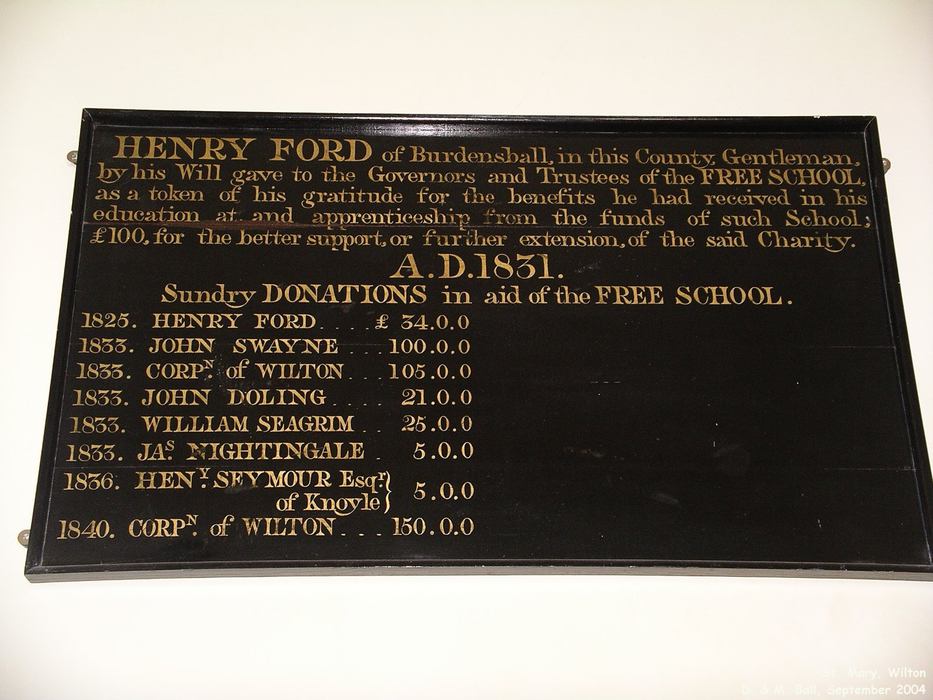 HENRY FORD of Burdensball, in this County, Gentleman,
by his Will gave to the Governors and Trustees of the FREE SCHOOL,
as a token of his gratitude for the benefits he had received in his
education at and apprenticeship from the funds of such School;
£100, for the better support, or further extension, of the said Charity.
A.D. 1831.
Sundry DONATIONS in aid of the FREE SCHOOL.
1825. HENRY FORD.... £ 34.0.0
1833. JOHN SWAYNE ... 100.0.0
1833. CORPN. of WILTON... 105.0.0
1833. JOHN DOLING ... 21.0.0
1833. WILLIAM SEAGRIM.. 25.0.0
1833. JAS. NIGHTINGALE. 5.0.0
1836. HENY. SEYMOUR Esqr. } 5.0.0
of Knoyle
1840. CORPN. of WILTON... 150.0.0
St. Mary, Wilton
D. & M. Ball, September 2004